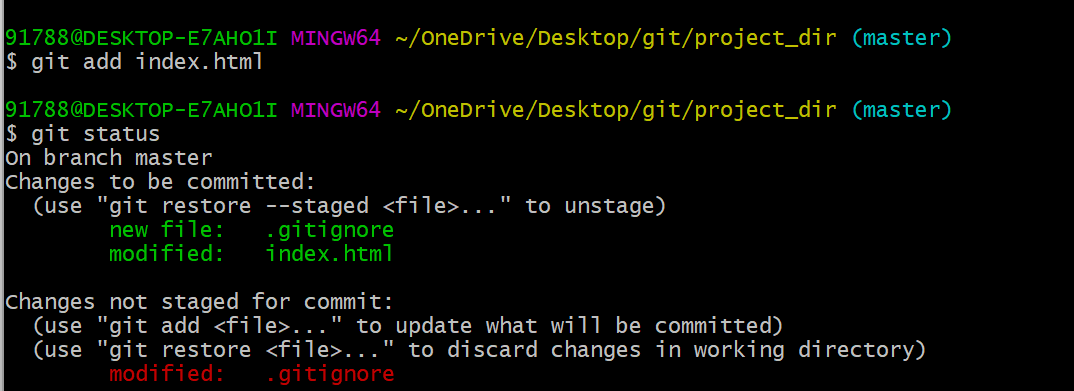 91788@DESKTOP-E7AHO1I MINGW64 ~/OneDrive/Desktop/git/project_dir (master)
$ git add index.html
91788@DESKTOP-E7AHO1I MINGW64 ~/OneDrive/Desktop/git/project_dir (master)
$ git status
On branch master
Changes to be committed:
  (use "git restore --staged <file>..." to unstage)
        new file:   .gitignore
        modified:   index.html
Changes not staged for commit:
  (use "git add <file>..." to update what will be committed)
  (use "git restore <file>..." to discard changes in working directory)
        modified:   .gitignore